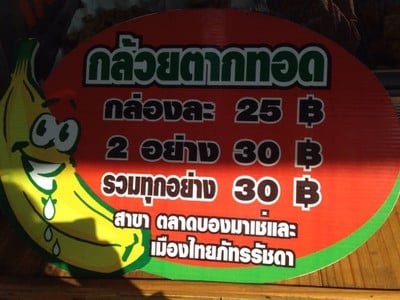 กล้วยตากทอด
กล่องละ 25 ฿
2 อย่าง 30 ฿
รวมทุกอย่าง 30 ฿
สาขา ตลาดบองมาเช่และ
เมืองไทยภัทรรัชดา